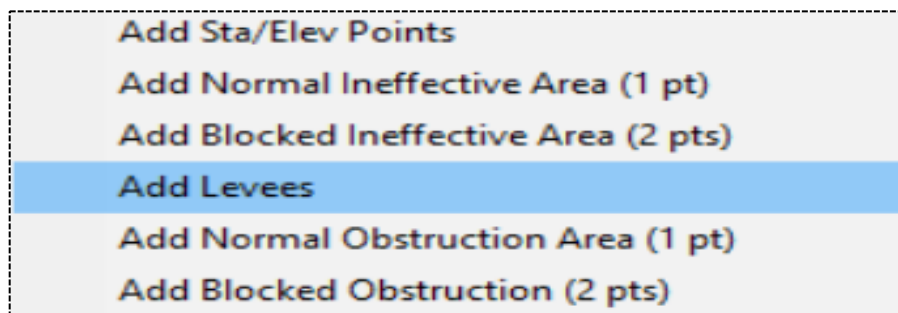 Add Sta/Elev Points
Add Normal Ineffective Area (1 pt)
Add Blocked Ineffective Area (2 pts)
Add Levees
Add Normal Obstruction Area (1 pt)
Add Blocked Obstruction (2 pts)